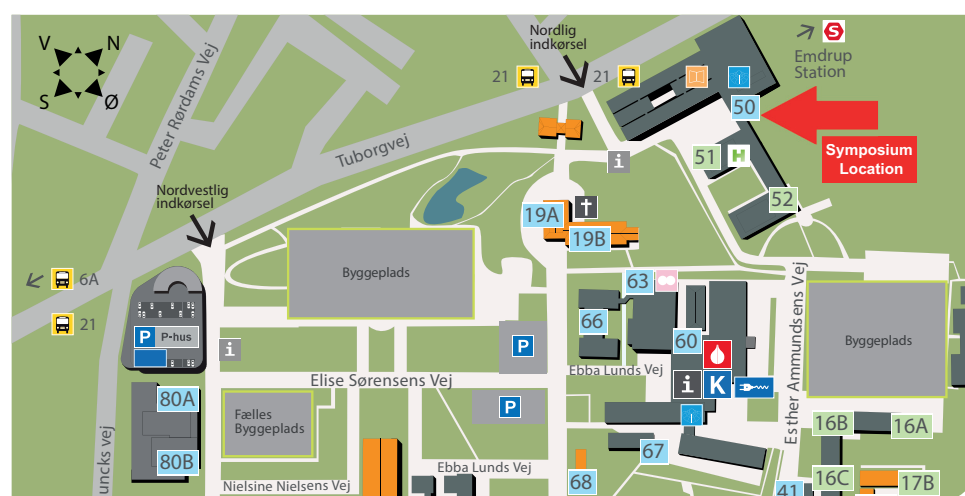 V
N
S
Ø
Peter Rørdams Vej
Nordlig
indkørsel
21
21
S
Emdrup
Station
Tuborgvej
50
Symposium
Location
i
51
H
52
Nordvestlig
indkørsel
19A
19B
6A
21
Byggeplads
63
66
60
Esther Ammundsens Vej
Byggeplads
P
P-hus
i
P
Ebba Lunds Vej
i
K
Elise Sørensens Vej
P
80A
Fælles
Byggeplads
80B
uncks vej
Nielsine Nielsens Vej
Ebba Lunds Vej
68
67
16B
16A
16C
17B
41